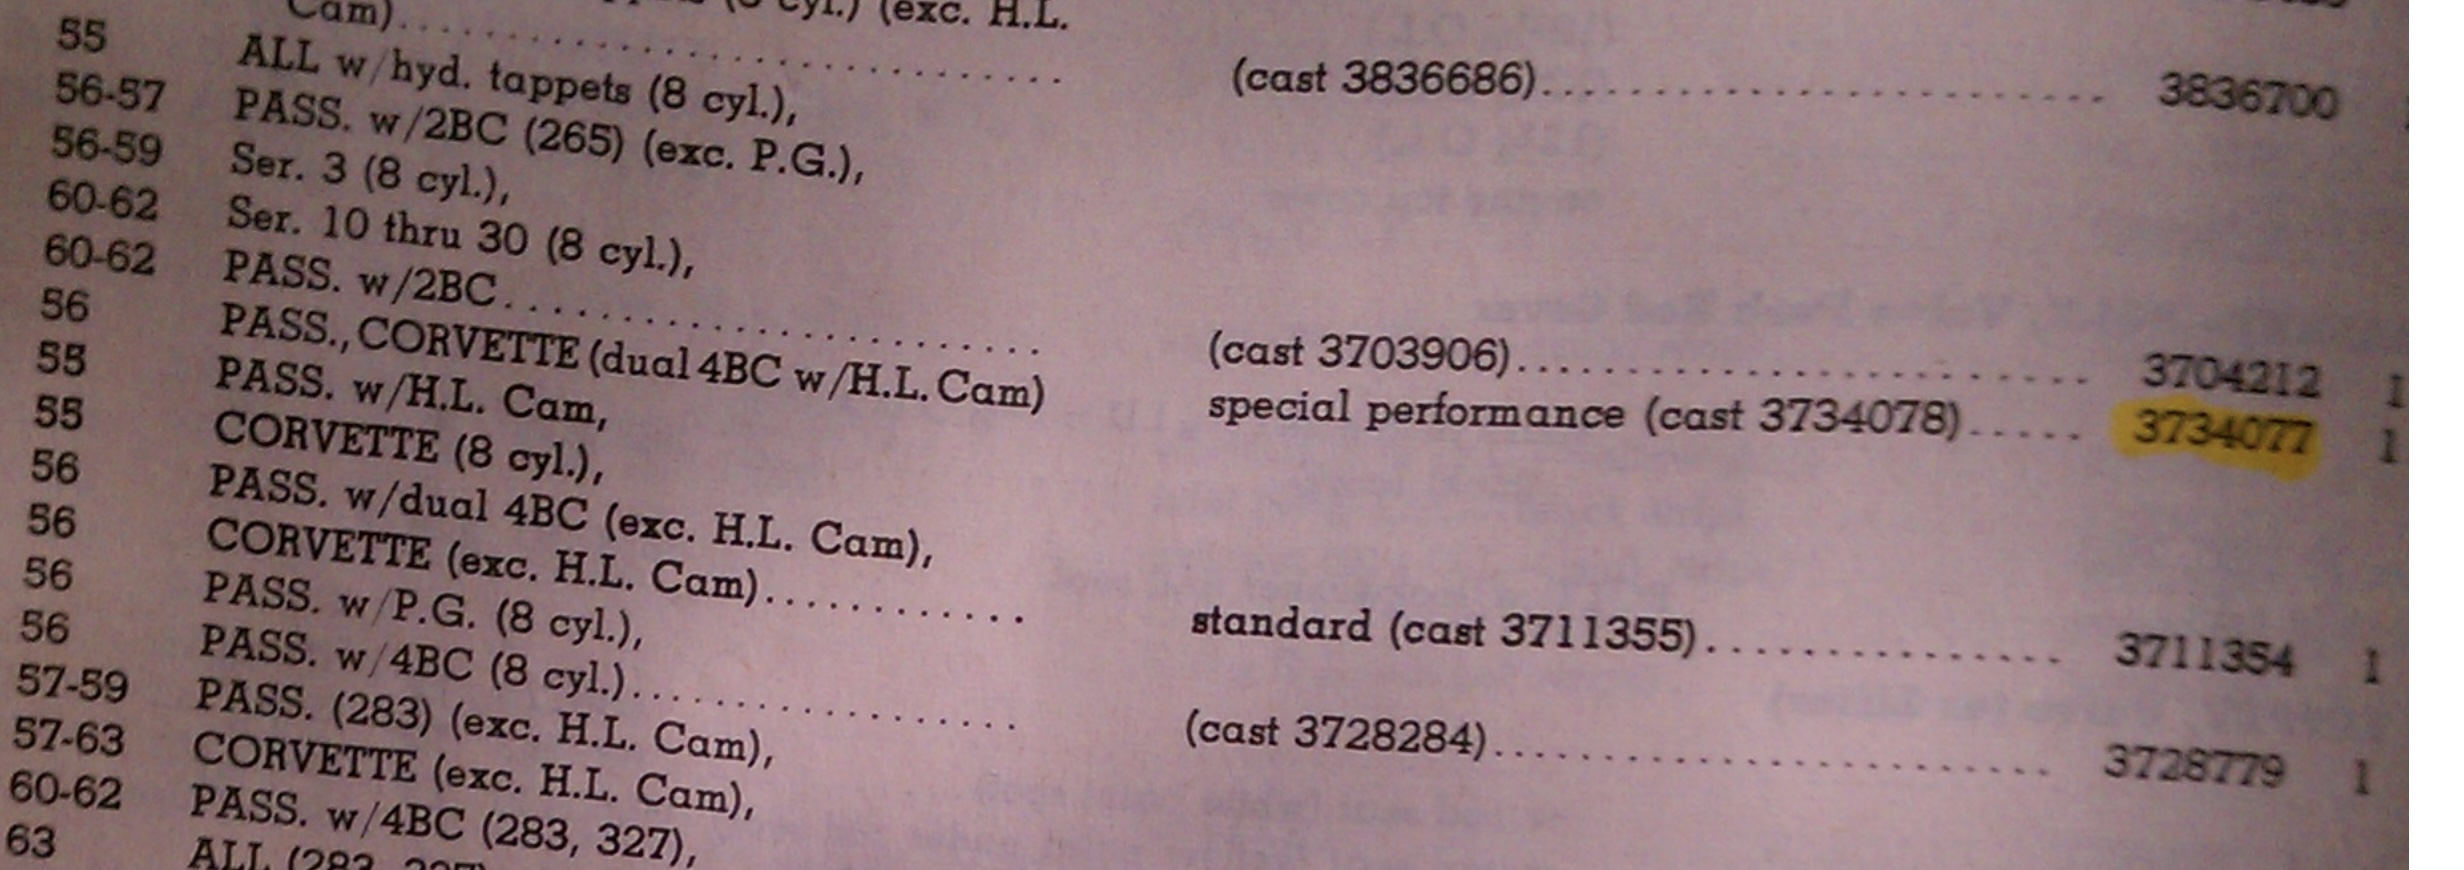 cyl.) (exc. H.L.
Cam).............................. (cast 3836686)......................... 3836700
55 ALL w/hyd. tappets (8 cyl.),
56-57 PASS. w/2BC (265) (exc. P.G.),
56-59 Ser. 3 (8 cyl.),
60-62 Ser. 10 thru 30 (8 cyl.),
60-62 PASS. w/2BC........................ (cast 3703906)......................... 3704212 1
56 PASS., CORVETTE (dual 4BC w/H.L. Cam) special performance (cast 3734078)..... 3734077 1
55 PASS. w/H.L. Cam,
55 CORVETTE (8 cyl.),
56 PASS. w/dual 4BC (exc. H.L. Cam),
56 CORVETTE (exc. H.L. Cam)............ standard (cast 3711355)................ 3711354 1
56 PASS. w/P.G. (8 cyl.),
56 PASS. w/4BC (8 cyl.)................. (cast 3728284)......................... 3728779 1
57-59 PASS. (283) (exc. H.L. Cam),
57-63 CORVETTE (exc. H.L. Cam),
60-62 PASS. w/4BC (283, 327),
63 ALL (283, 327)